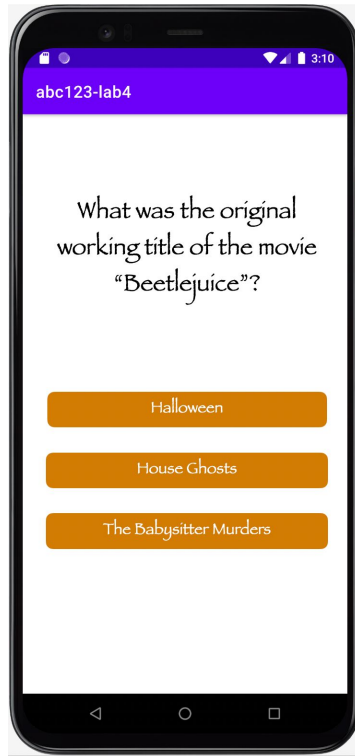 3:10
abc123-lab4
What was the original
working title of the movie
“Beetlejuice”?
Halloween
House Ghosts
The Babysitter Murders